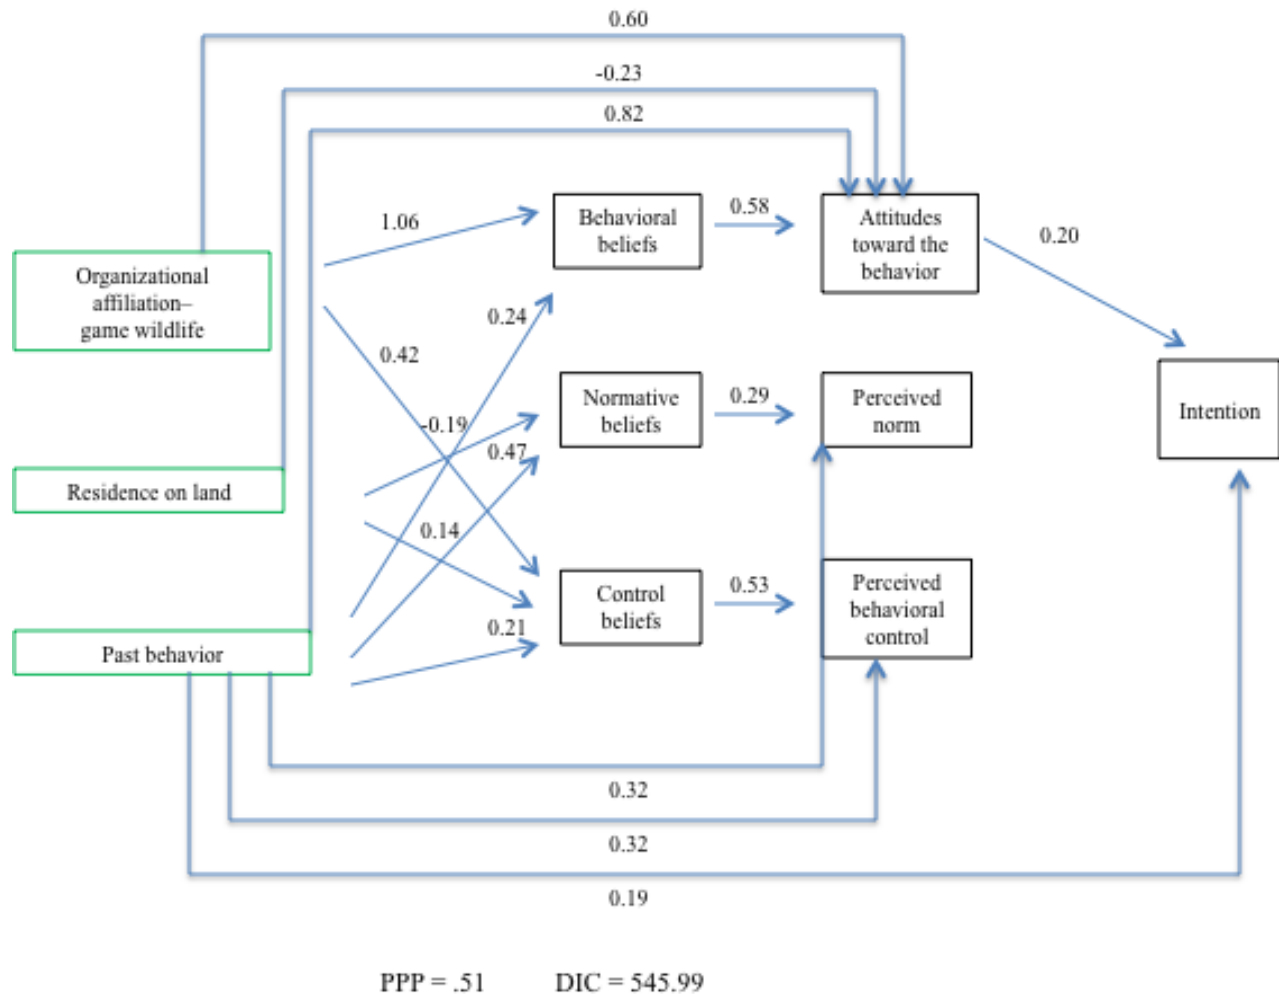 0.60
-0.23
0.82
1.06
Behavioral
beliefs
0.58
Attitudes
toward the
behavior
0.20
Organizational
affiliation–
game wildlife
0.24
0.42
Normative
beliefs
0.29
Perceived
norm
Intention
-0.19
0.47
Residence on land
0.14
Control
beliefs
0.53
Perceived
behavioral
control
0.21
Past behavior
0.32
0.32
0.19
PPP = .51 DIC = 545.99